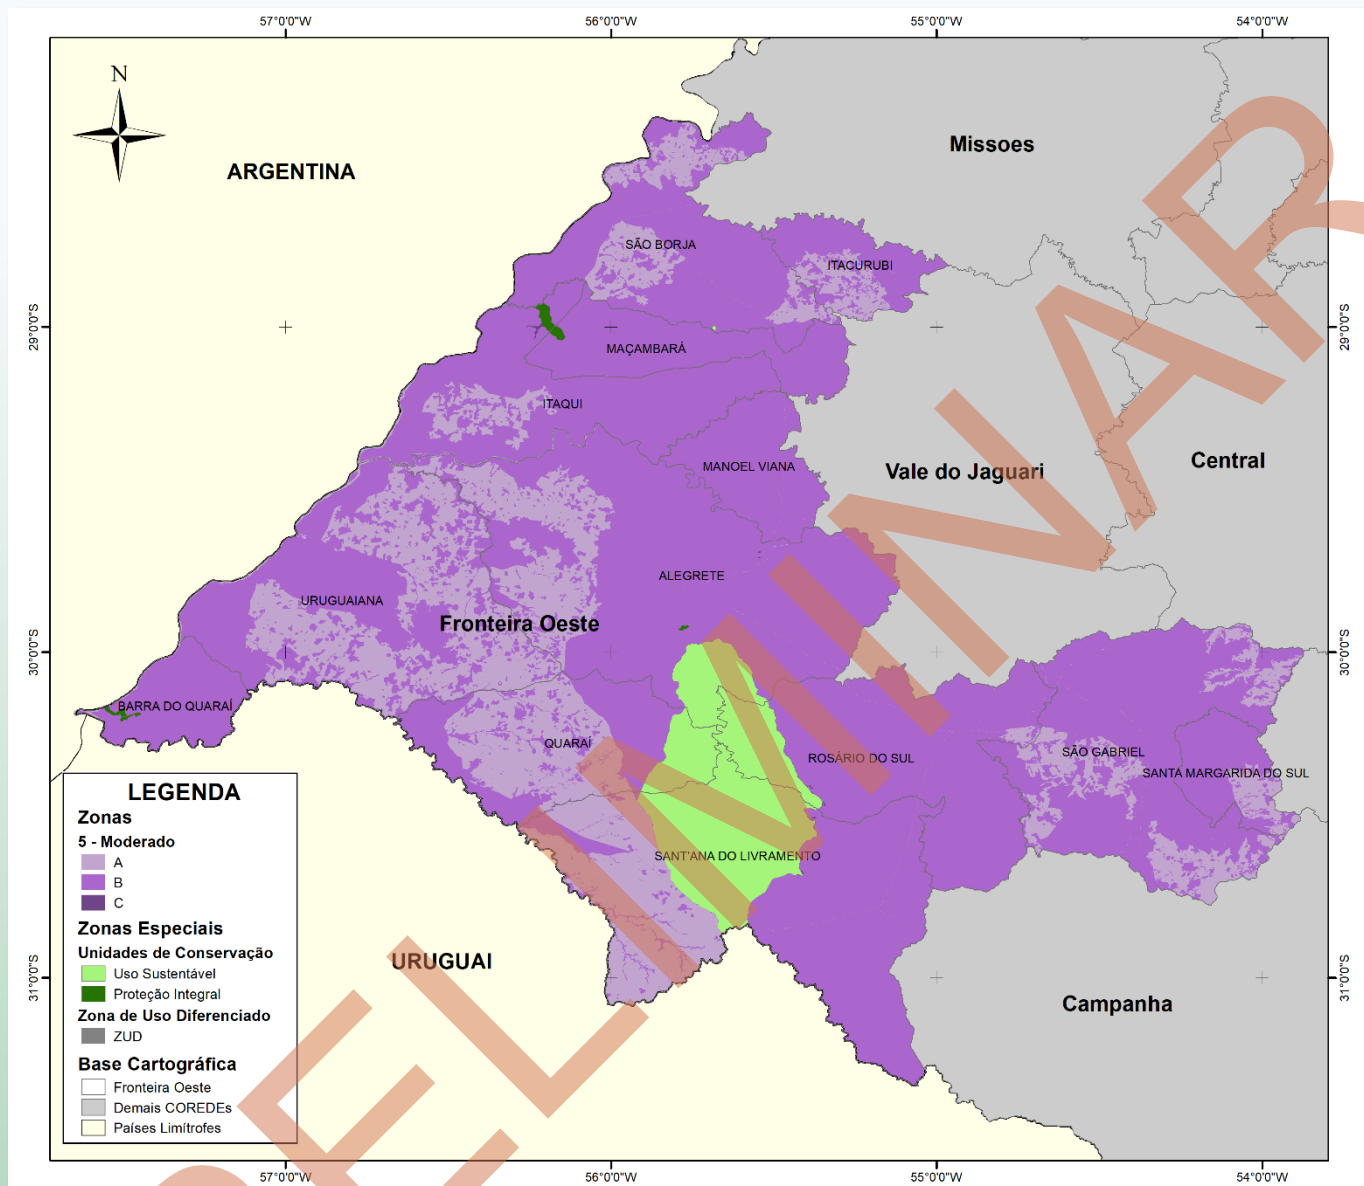 57°0'0"W
56°0'0"W
55°0'0"W
54°0'0"W
N
ARGENTINA
Missoes
SÃO BORJA
ITACURUBI
29°0'0"S
29°0'0"S
MAÇAMBARÁ
ITAQUI
MANOEL VIANA
Vale do Jaguari
Central
ALEGRETE
URUGUAIANA
Fronteira Oeste
30°0'0"S
30°0'0"S
BARRA DO QUARAÍ
QUARAÍ
ROSÁRIO DO SUL
SÃO GABRIEL
SANTA MARGARIDA DO SUL
SANT'ANA DO LIVRAMENTO
URUGUAI
31°0'0"S
31°0'0"S
Campanha
LEGENDA
Zonas
5 - Moderado
A
B
C
Zonas Especiais
Unidades de Conservação
Uso Sustentável
Proteção Integral
Zona de Uso Diferenciado
ZUD
Base Cartográfica
Fronteira Oeste
Demais COREDEs
Países Limítrofes
57°0'0"W
56°0'0"W
55°0'0"W
54°0'0"W